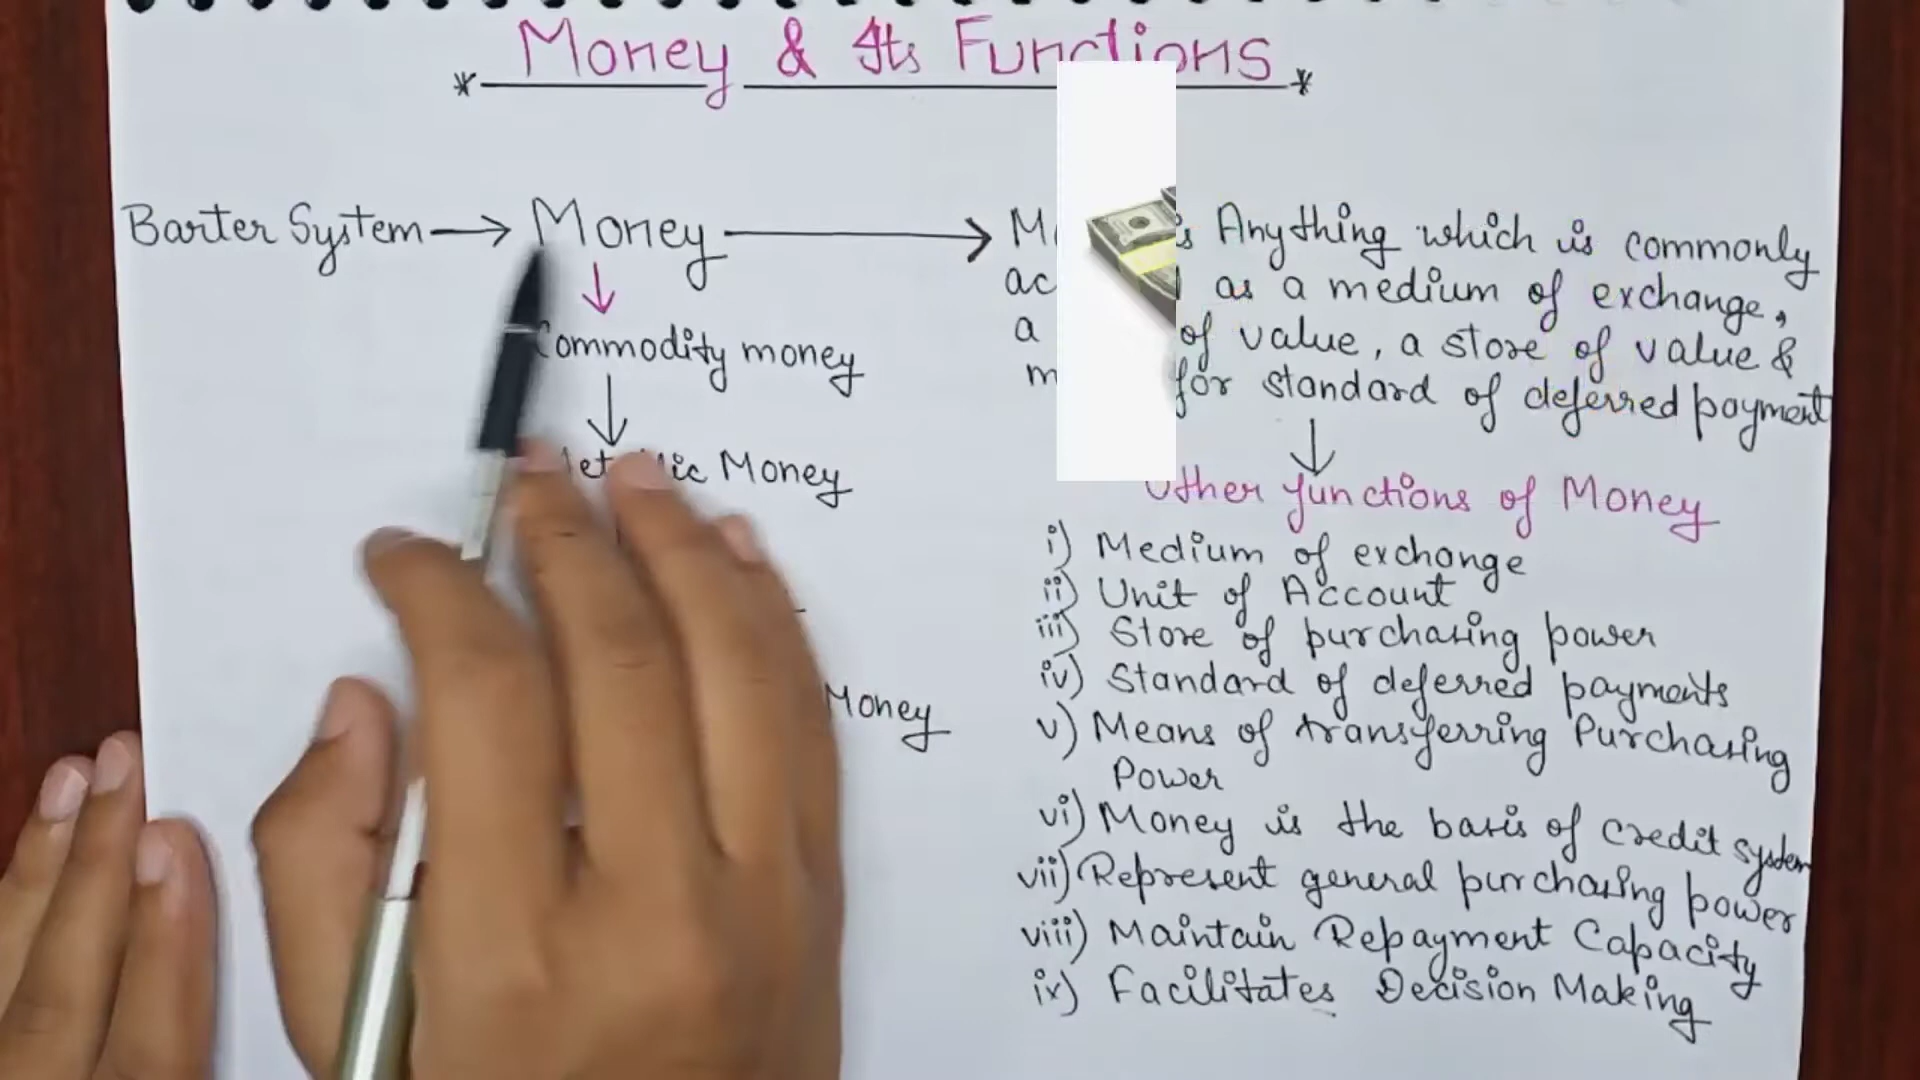 Money & Its Functions
Barter System → Money →
Commodity money
Money
Money
Anything which is commonly
as a medium of exchange,
a of value, a store of value &
for standard of deferred payment
Other functions of Money
i) Medium of exchange
ii) Unit of Account
iii) Store of purchasing power
iv) Standard of deferred payments
v) Means of transferring Purchasing
Power
vi) Money is the basis of credit system
vii) Represent general purchasing power
viii) Maintain Repayment Capacity
ix) Facilitates Decision Making